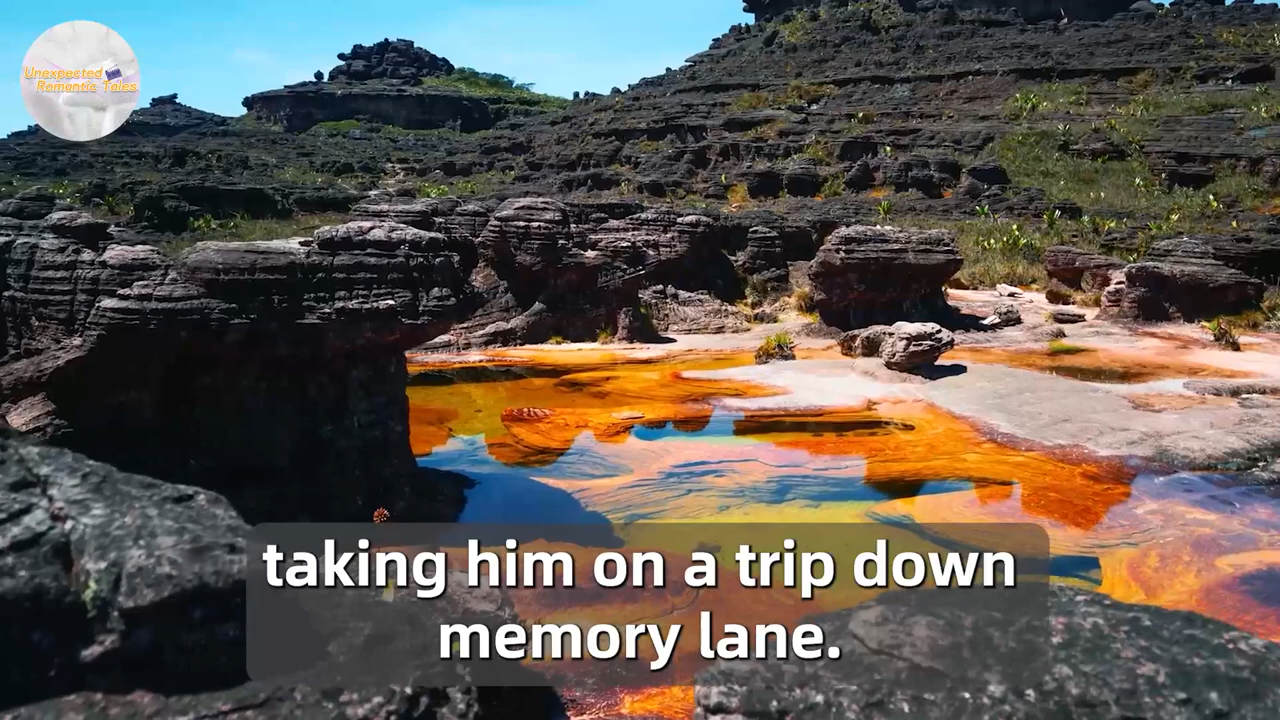 Unexpected
Romantic Tales
taking him on a trip down
memory lane.